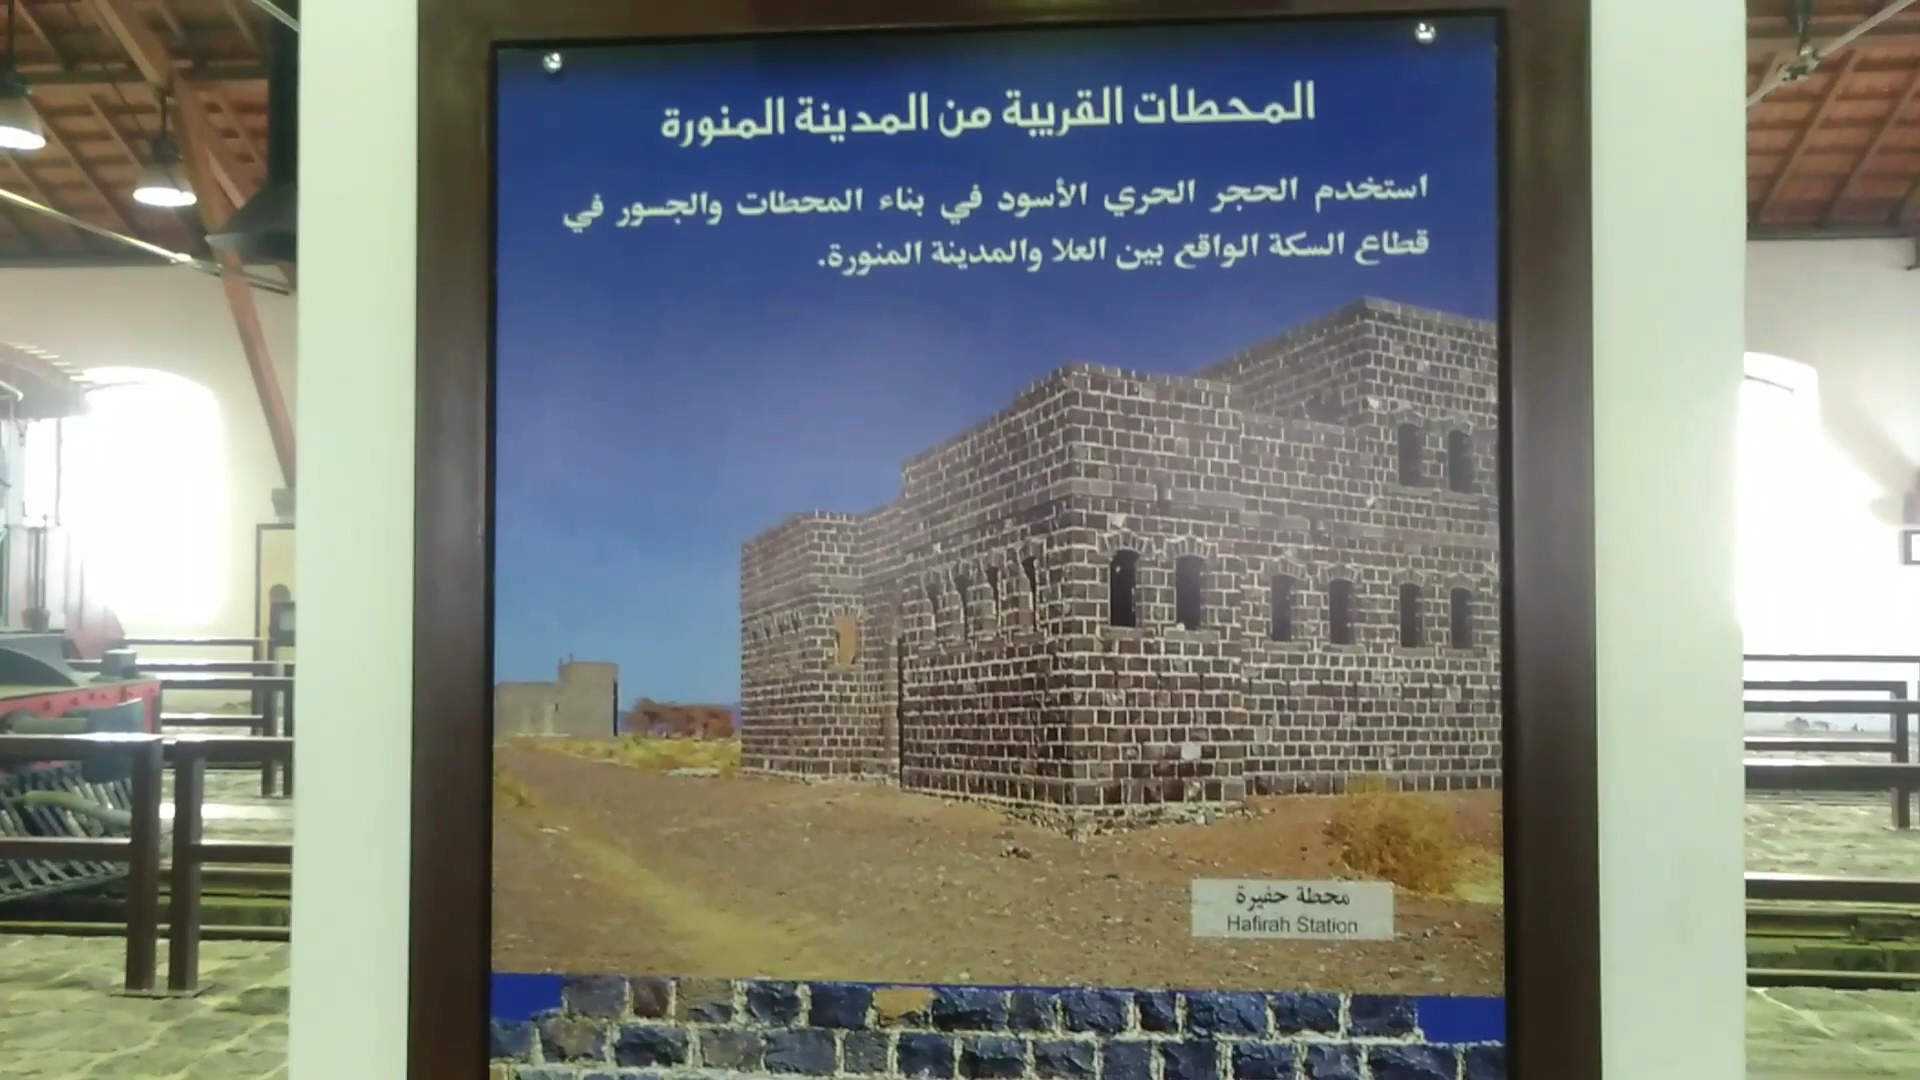 المحطات القريبة من المدينة المنورة
استخدم الحجر الحري الأسود في بناء المحطات والجسور في
قطاع السكة الواقع بين العلا والمدينة المنورة.
محطة حفيرة
Hafirah Station